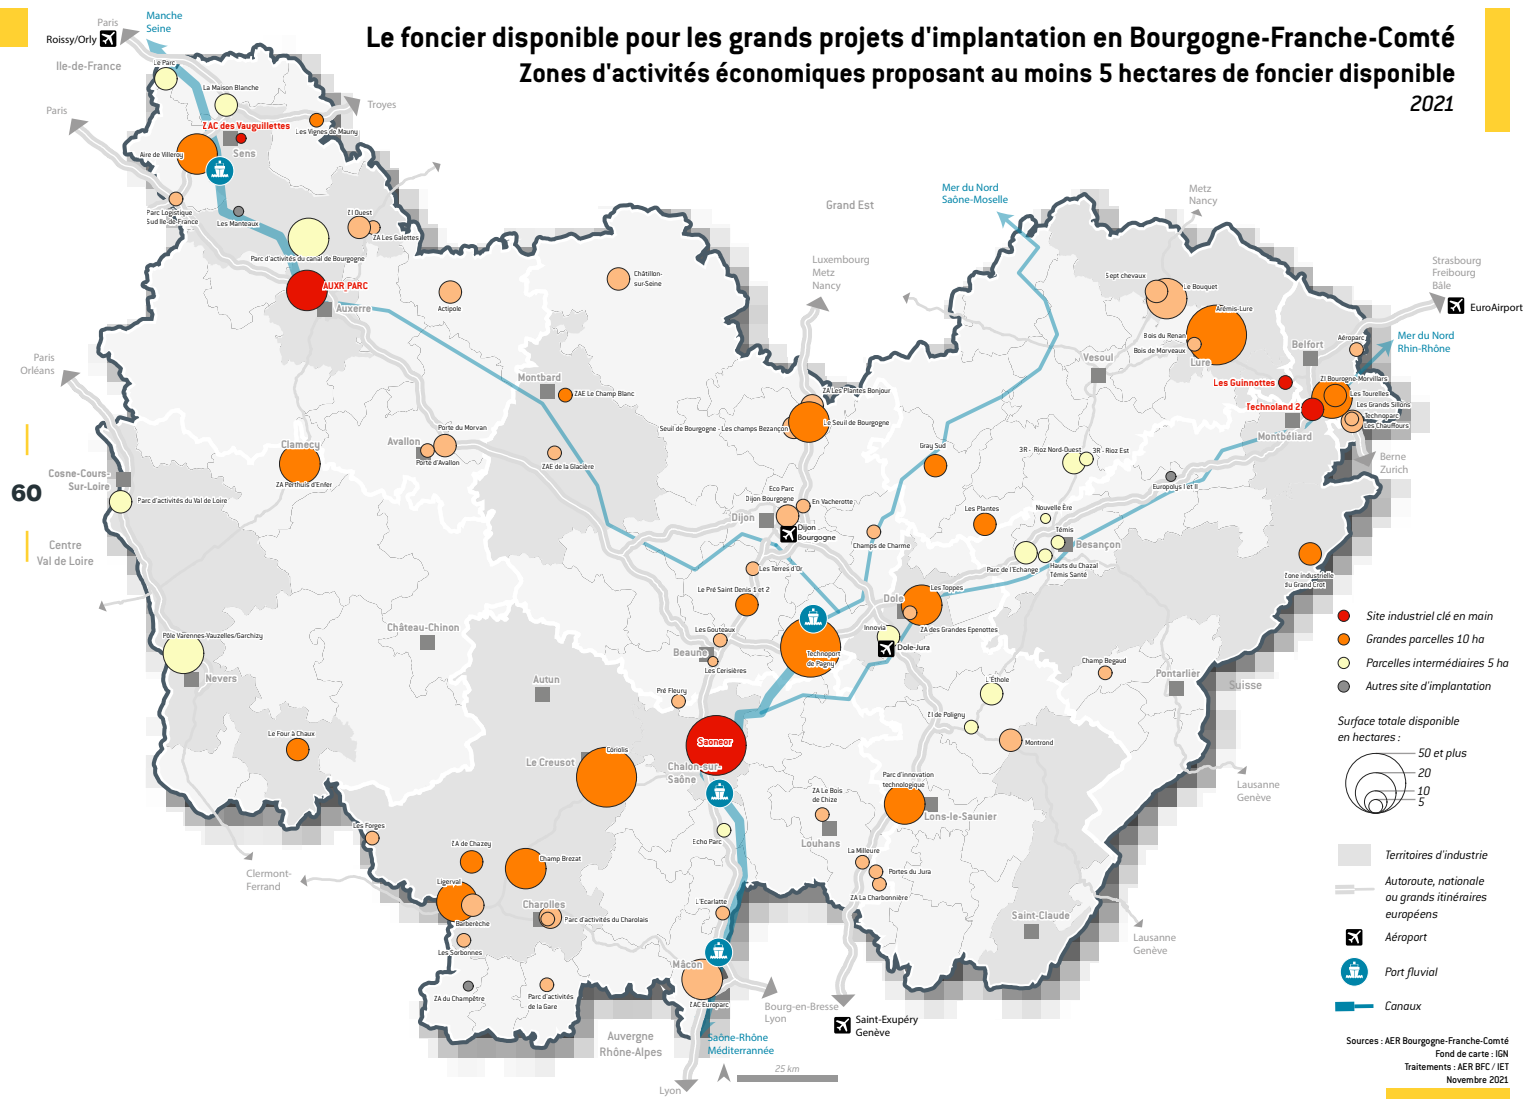 Le foncier disponible pour les grands projets d'implantation en Bourgogne-Franche-Comté
Zones d'activités économiques proposant au moins 5 hectares de foncier disponible
2021
Manche
Seine
Paris
Roissy/Orly
Ile-de-France
Paris
Le Parc
La Maison Blanche
Troyes
ZAC des Vauguillettes
Les Vignes de Mauny
Sens
Aire de Villeroy
Parc Logistique
Sud Ile-de-France
Les Manteaux
ZI Ouest
ZA Les Galettes
Parc d'activités du canal de Bourgogne
AUXR PARC
Auxerre
Actipole
Châtillon-
sur-Seine
Grand Est
Mer du Nord
Saône-Moselle
Metz
Nancy
Luxembourg
Metz
Nancy
Strasbourg
Freibourg
Bâle
EuroAirport
Mer du Nord
Rhin-Rhône
Sept chevaux
Le Bouquet
Arémis-Lure
Bois du Renan
Bois de Morveaux
Lure
Vesoul
Belfort
Aéroparc
Les Guinnottes
ZI Bourogne-Morvillars
Les Tourelles
Technoland 2
Les Grands Sillons
Technoparc
Les Chauffours
Montbéliard
Berne
Zurich
Paris
Orléans
Montbard
ZAE Le Champ Blanc
ZA Les Plantes Bonjour
Seuil de Bourgogne - Les champs Bezançon
Le Seuil de Bourgogne
Clamecy
Avallon
Porte du Morvan
Porte d'Avallon
ZAE de la Glacière
ZA Perthuis d'Enfer
Gray Sud
3R - Rioz Nord-Ouest
3R - Rioz Est
Europolys I et II
Cosne-Cours-
Sur-Loire
60
Parc d'activités du Val de Loire
Centre
Val de Loire
Eco Parc
Dijon Bourgogne
En Vacherotte
Dijon
Dijon
Bourgogne
Champs de Charme
Les Plantes
Nouvelle Ère
Témis
Besançon
Parc de l'Echange
Hauts du Chazal
Témis Santé
Zone industrielle
du Grand Crot
Les Terres d'Or
Le Pré Saint Denis 1 et 2
Dole
Les Toppes
ZA des Grandes Epenottes
Innovia
Dole-Jura
Château-Chinon
Pôle Varennes-Vauzelles/Garchizy
Nevers
Les Gouteaux
Beaune
Les Cerisières
Technoport
de Pagny
Champ Begaud
Pontarlier
Suisse
Autun
Pré Fleury
L'Éthole
ZI de Poligny
Montrond
Le Four à Chaux
Le Creusot
Coriolis
Saoneor
Chalon-sur-
Saône
Parc d'innovation
technologique
Lons-le-Saunier
Lausanne
Genève
ZA Le Bois
de Chize
Louhans
Les Forges
ZA de Chazey
Champ Brezat
Echo Parc
La Milleure
Portes du Jura
ZA La Charbonnière
Clermont-
Ferrand
Ligerval
Barberèche
Charolles
Parc d'activités du Charolais
L'Ecarlatte
Saint-Claude
Lausanne
Genève
Les Sorbonnes
ZA du Champêtre
Parc d'activités
de la Gare
Mâcon
ZAC Europarc
Bourg-en-Bresse
Lyon
Saint-Exupéry
Genève
Auvergne
Rhône-Alpes
Saône-Rhône
Méditerrannée
Lyon
25 km
Site industriel clé en main
Grandes parcelles 10 ha
Parcelles intermédiaires 5 ha
Autres site d'implantation
Surface totale disponible
en hectares :
50 et plus
20
10
5
Territoires d'industrie
Autoroute, nationale
ou grands itinéraires
européens
Aéroport
Port fluvial
Canaux
Sources : AER Bourgogne-Franche-Comté
Fond de carte : IGN
Traitements : AER BFC / IET
Novembre 2021